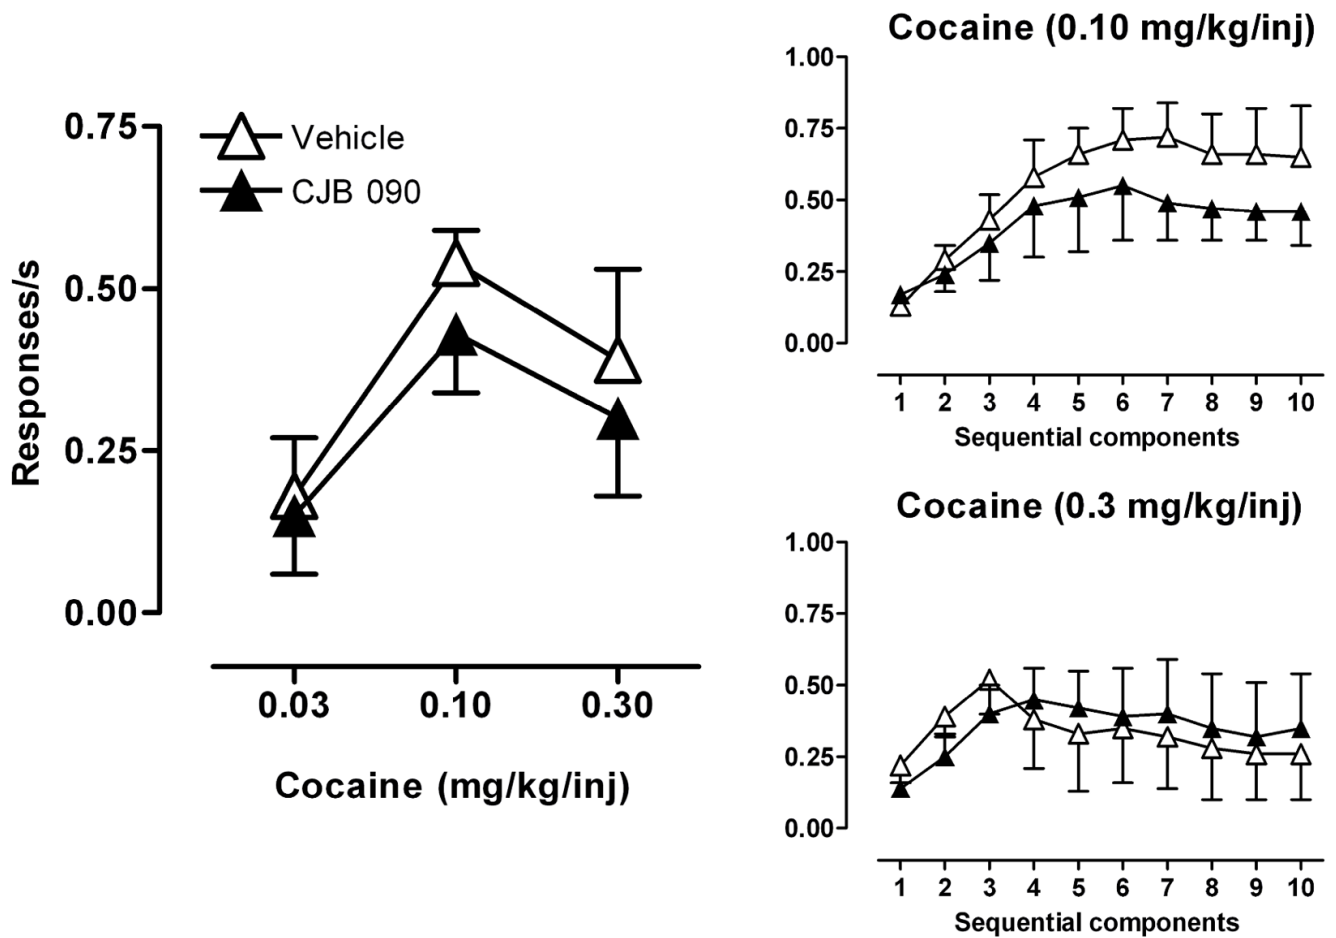 Vehicle
CJB 090
Responses/s
0.75
0.50
0.25
0.00
0.03 0.10 0.30
Cocaine (mg/kg/inj)
Cocaine (0.10 mg/kg/inj)
1.00
0.75
0.50
0.25
0.00
1 2 3 4 5 6 7 8 9 10
Sequential components
Cocaine (0.3 mg/kg/inj)
1.00
0.75
0.50
0.25
0.00
1 2 3 4 5 6 7 8 9 10
Sequential components